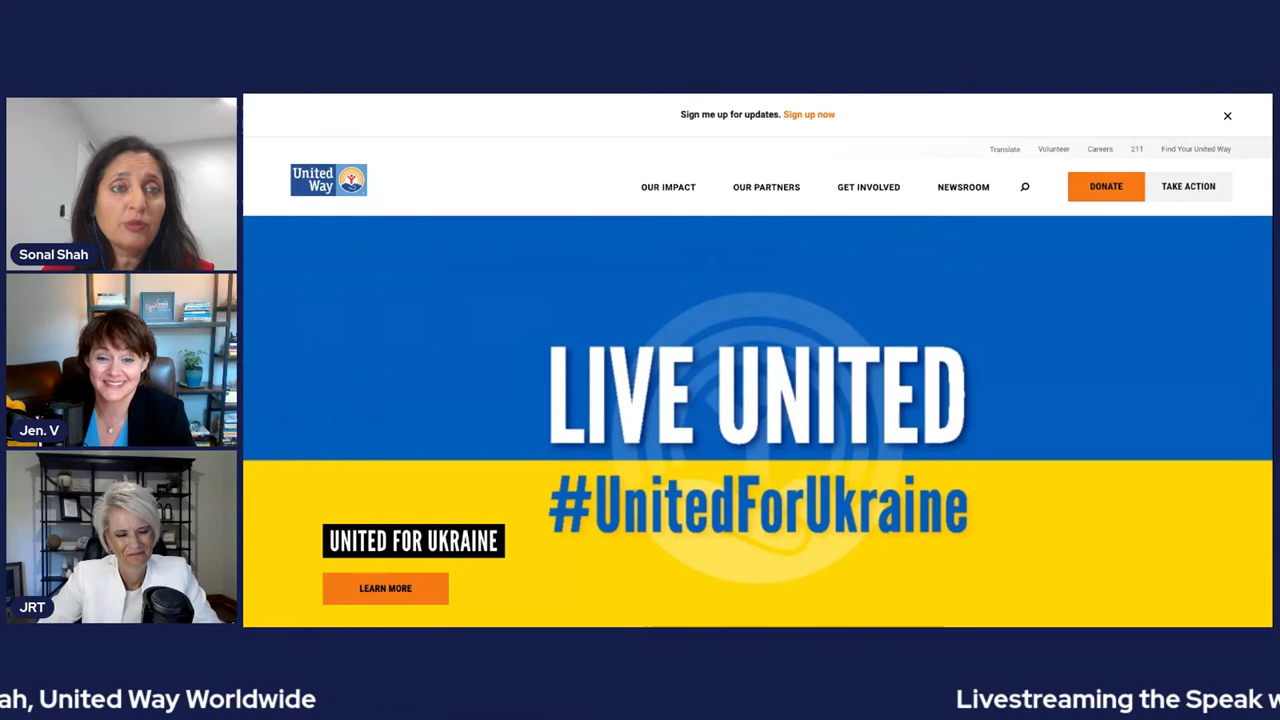 Sign me up for updates. Sign up now
Translate Volunteer Careers 211 Find Your United Way
United
Way
OUR IMPACT OUR PARTNERS GET INVOLVED NEWSROOM DONATE TAKE ACTION
Sonal Shah
Jen. V
JRT
LIVE UNITED
#UnitedForUkraine
UNITED FOR UKRAINE
LEARN MORE
ah, United Way Worldwide
Livestreaming the Speak w